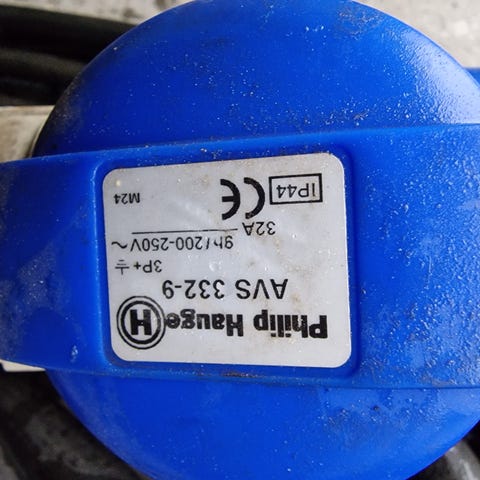 Philip Hauge H
AVS 332-9
3P+⏚
9h/200-250V~
32A
CE IP44
M24